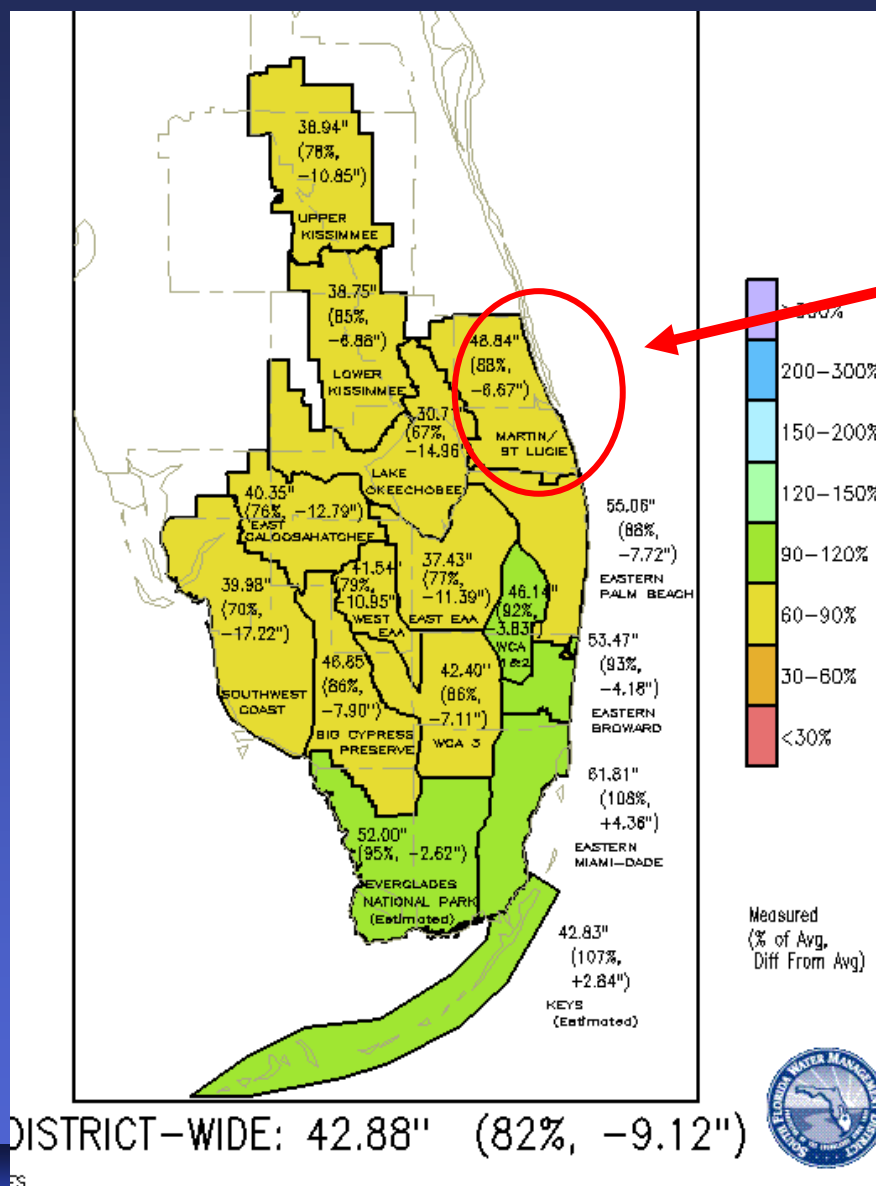 38.94"
(78%,
-10.85")
UPPER
KISSIMMEE
38.75"
(85%,
-6.88")
LOWER
KISSIMMEE
48.84"
(88%,
-6.67")
MARTIN/
ST LUCIE
(67%,
-14.96")
LAKE
OKEECHOBEE
40.35"
(76%, -12.79")
EAST
CALOOSAHATCHEE
39.98"
(70%,
-17.22")
SOUTHWEST
COAST
41.54"
(79%,
-10.95")
WEST
EAA
37.43"
(77%,
-11.39")
EAST EAA
46.14"
(92%,
-3.83")
WCA
1&2
46.85"
(86%,
-7.90")
BIG CYPRESS
PRESERVE
42.40"
(86%,
-7.11")
WCA 3
55.06"
(88%,
-7.72")
EASTERN
PALM BEACH
53.47"
(93%,
-4.18")
EASTERN
BROWARD
61.81"
(108%,
+4.36")
EASTERN
MIAMI-DADE
52.00"
(95%, -2.62")
EVERGLADES
NATIONAL PARK
(Estimated)
42.83"
(107%,
+2.84")
KEYS
(Estimated)
>300%
200-300%
150-200%
120-150%
90-120%
60-90%
30-60%
<30%
Measured
(% of Avg,
Diff From Avg)
DISTRICT-WIDE: 42.88" (82%, -9.12")
SOUTH FLORIDA WATER MANAGEMENT DISTRICT